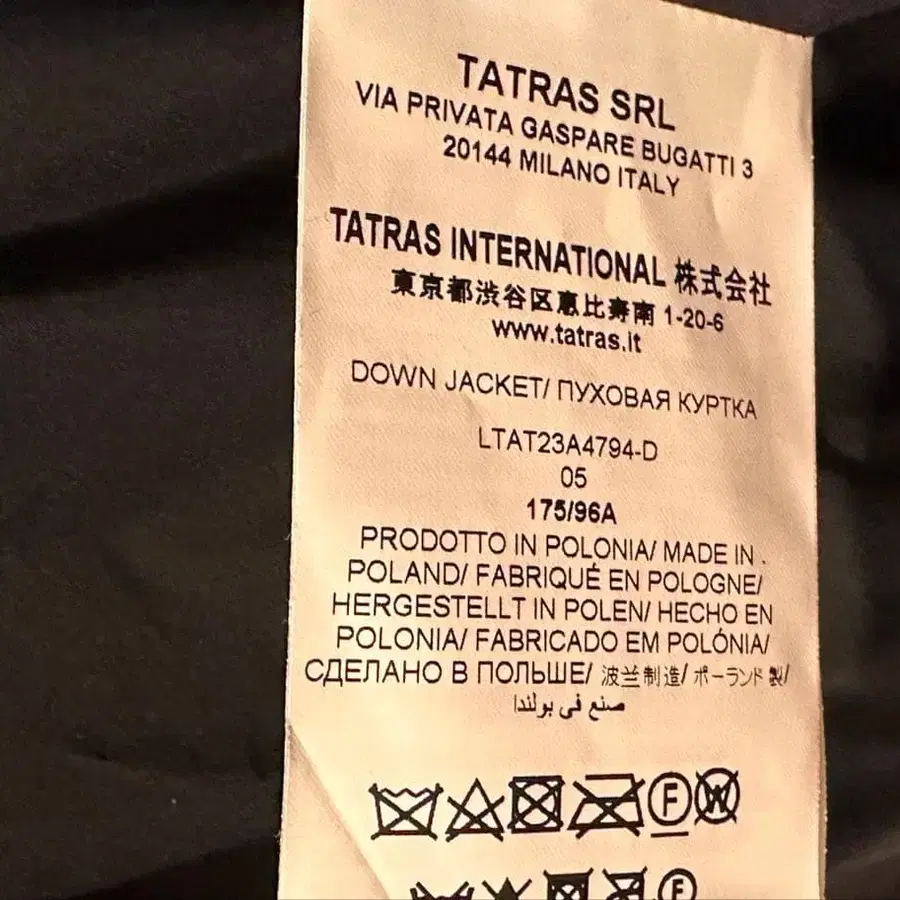 TATRAS SRL
VIA PRIVATA GASPARE BUGATTI 3
20144 MILANO ITALY
TATRAS INTERNATIONAL 株式会社
東京都渋谷区恵比寿南 1-20-6
www.tatras.it
DOWN JACKET/ ПУХОВАЯ КУРТКА
LTAT23A4794-D
05
175/96A
PRODOTTO IN POLONIA/ MADE IN .
POLAND/ FABRIQUÉ EN POLOGNE/
HERGESTELLT IN POLEN/ HECHO EN
POLONIA/ FABRICADO EM POLÓNIA/
СДЕЛАНО В ПОЛЬШЕ/ 波兰制造/ ポーランド 製/
صنع في بولندا
F W
F